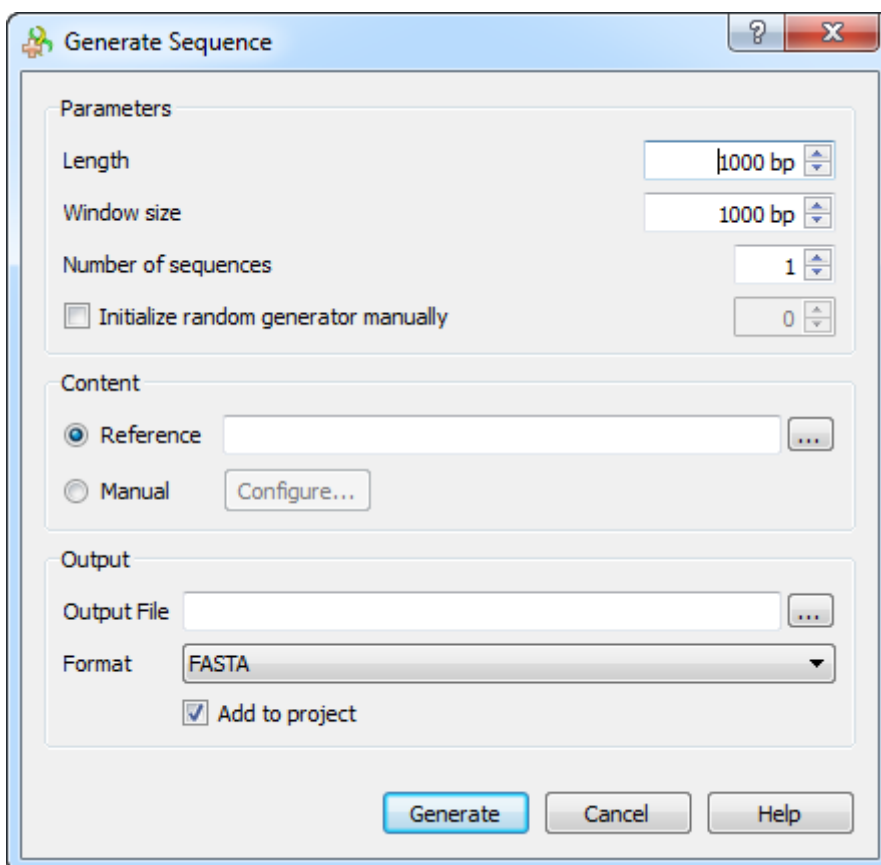 Generate Sequence
Parameters
Length 1000 bp
Window size 1000 bp
Number of sequences 1
Initialize random generator manually 0
Content
Reference ...
Manual Configure...
Output
Output File ...
Format FASTA
Add to project
Generate Cancel Help